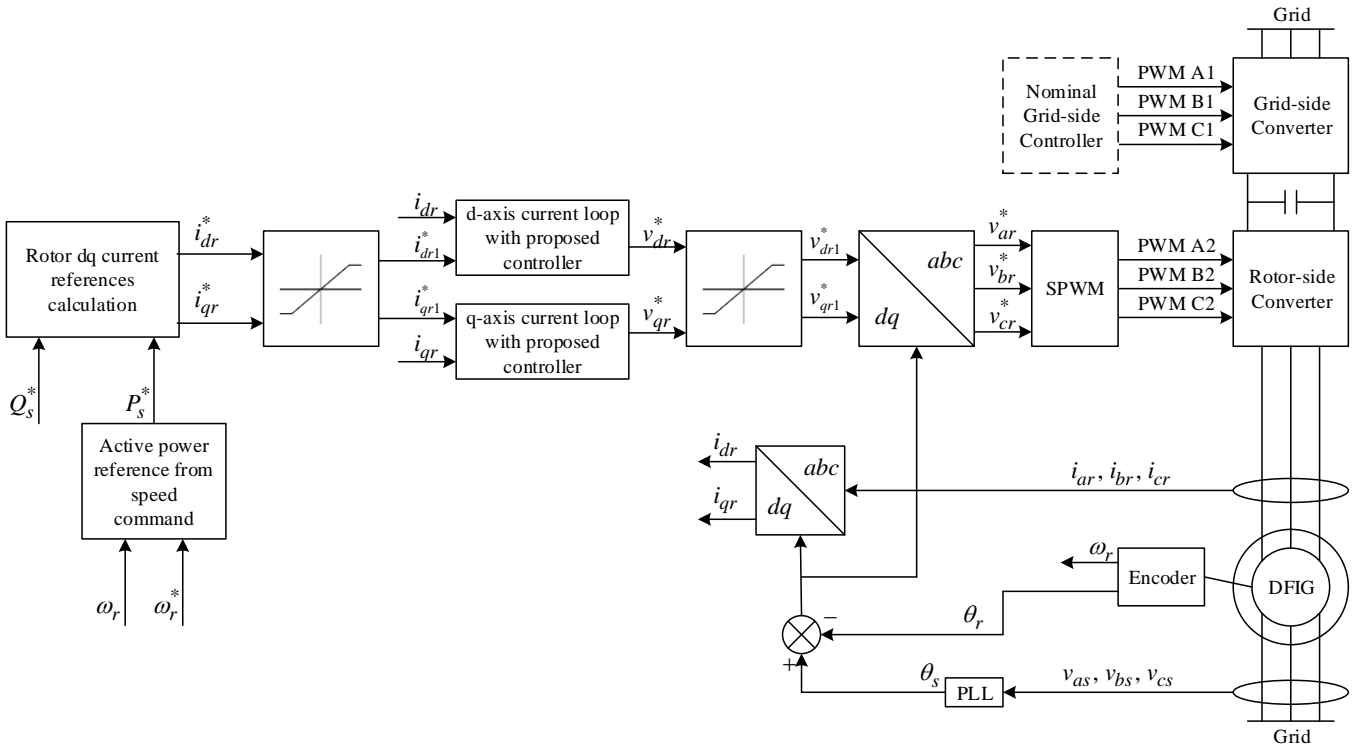 Grid
Nominal
Grid-side
Controller
PWM A1
PWM B1
PWM C1
Grid-side
Converter
Rotor dq current
references
calculation
i*dr
i*qr
idr
i*dr1
i*qr1
iqr
d-axis current loop
with proposed
controller
q-axis current loop
with proposed
controller
v*dr
v*qr
v*dr1
v*qr1
abc
dq
v*ar
v*br
v*cr
SPWM
PWM A2
PWM B2
PWM C2
Rotor-side
Converter
Q*s
P*s
Active power
reference from
speed
command
ωr
ω*r
idr
iqr
abc
dq
iar, ibr, icr
ωr
Encoder
DFIG
θr
−
+
θs
PLL
vas, vbs, vcs
Grid